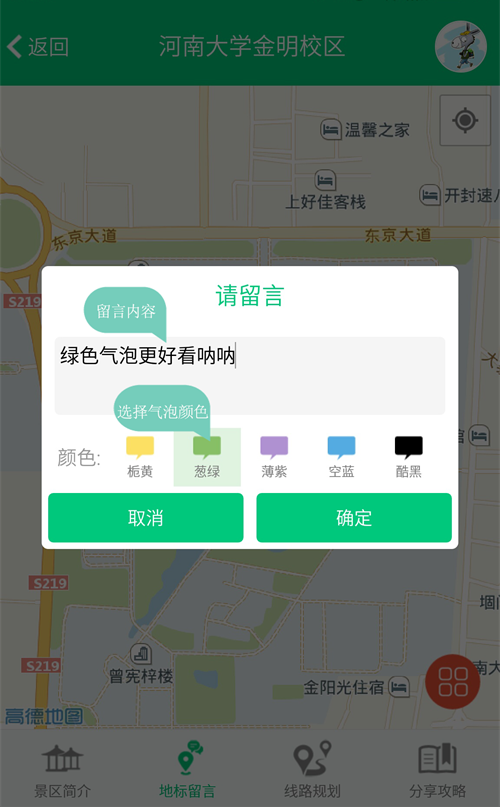 返回
河南大学金明校区
温馨之家
上好佳客栈
开封速八
东京大道
东京大道
S219
请留言
留言内容
绿色气泡更好看呐呐
选择气泡颜色
颜色:
栀黄
葱绿
薄紫
空蓝
酷黑
馆
取消
确定
S219
S219
曾宪梓楼
金阳光住宿
南大
高德地图
景区简介
地标留言
线路规划
分享攻略